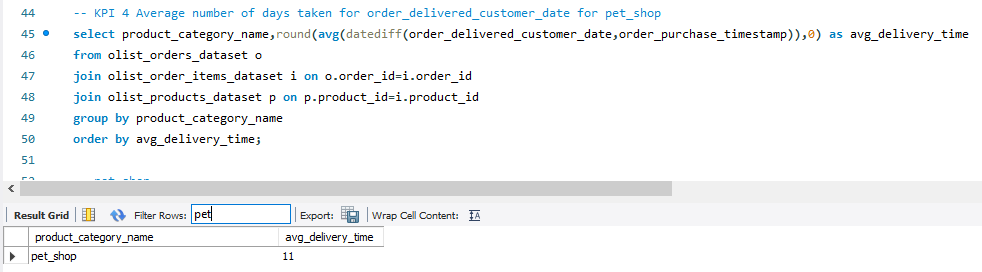 44 -- KPI 4 Average number of days taken for order_delivered_customer_date for pet_shop
45 select product_category_name,round(avg(datediff(order_delivered_customer_date,order_purchase_timestamp)),0) as avg_delivery_time
46 from olist_orders_dataset o
47 join olist_order_items_dataset i on o.order_id=i.order_id
48 join olist_products_dataset p on p.product_id=i.product_id
49 group by product_category_name
50 order by avg_delivery_time;
51
Result Grid Filter Rows: pet Export: Wrap Cell Content: IA
product_category_name avg_delivery_time
pet_shop 11